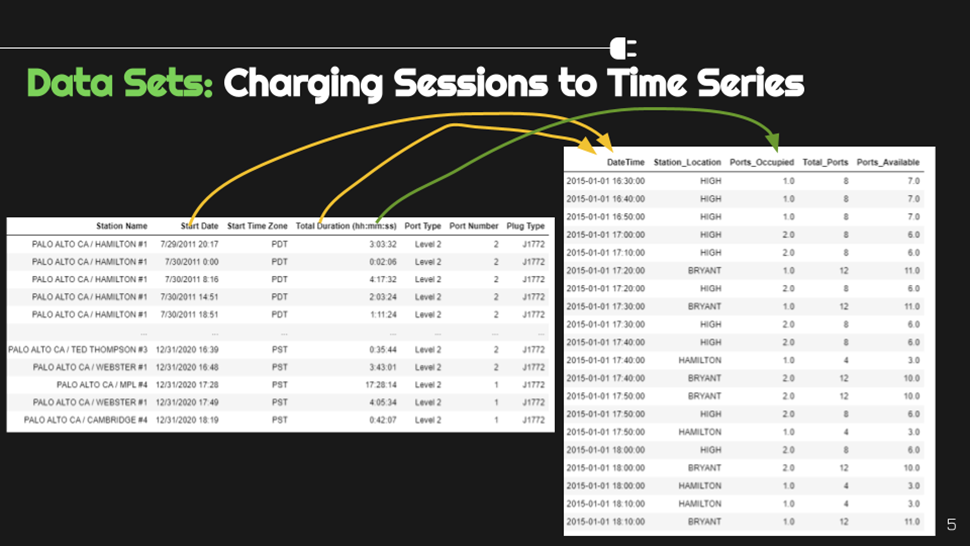 Data Sets: Charging Sessions to Time Series
Station Name Start Date Start Time Zone Total Duration (hh:mm:ss) Port Type Port Number Plug Type
PALO ALTO CA / HAMILTON #1 7/29/2011 20:17 PDT 3:03:32 Level 2 2 J1772
PALO ALTO CA / HAMILTON #1 7/30/2011 0:00 PDT 0:02:06 Level 2 2 J1772
PALO ALTO CA / HAMILTON #1 7/30/2011 8:16 PDT 4:17:32 Level 2 2 J1772
PALO ALTO CA / HAMILTON #1 7/30/2011 14:51 PDT 2:03:24 Level 2 2 J1772
PALO ALTO CA / HAMILTON #1 7/30/2011 18:51 PDT 1:11:24 Level 2 2 J1772
... ... ... ... ... ... ...
PALO ALTO CA / TED THOMPSON #3 12/31/2020 16:39 PST 0:35:44 Level 2 2 J1772
PALO ALTO CA / WEBSTER #1 12/31/2020 16:48 PST 3:43:01 Level 2 2 J1772
PALO ALTO CA / MPL #4 12/31/2020 17:28 PST 17:28:14 Level 2 1 J1772
PALO ALTO CA / WEBSTER #1 12/31/2020 17:49 PST 4:05:34 Level 2 1 J1772
PALO ALTO CA / CAMBRIDGE #4 12/31/2020 18:19 PST 0:42:07 Level 2 1 J1772
DateTime Station_Location Ports_Occupied Total_Ports Ports_Available
2015-01-01 16:30:00 HIGH 1.0 8 7.0
2015-01-01 16:40:00 HIGH 1.0 8 7.0
2015-01-01 16:50:00 HIGH 1.0 8 7.0
2015-01-01 17:00:00 HIGH 2.0 8 6.0
2015-01-01 17:10:00 HIGH 2.0 8 6.0
2015-01-01 17:20:00 BRYANT 1.0 12 11.0
2015-01-01 17:20:00 HIGH 2.0 8 6.0
2015-01-01 17:30:00 BRYANT 1.0 12 11.0
2015-01-01 17:30:00 HIGH 2.0 8 6.0
2015-01-01 17:40:00 HIGH 2.0 8 6.0
2015-01-01 17:40:00 HAMILTON 1.0 4 3.0
2015-01-01 17:40:00 BRYANT 2.0 12 10.0
2015-01-01 17:50:00 BRYANT 2.0 12 10.0
2015-01-01 17:50:00 HIGH 2.0 8 6.0
2015-01-01 17:50:00 HAMILTON 1.0 4 3.0
2015-01-01 18:00:00 HIGH 2.0 8 6.0
2015-01-01 18:00:00 BRYANT 2.0 12 10.0
2015-01-01 18:00:00 HAMILTON 1.0 4 3.0
2015-01-01 18:10:00 HAMILTON 1.0 4 3.0
2015-01-01 18:10:00 BRYANT 1.0 12 11.0
5